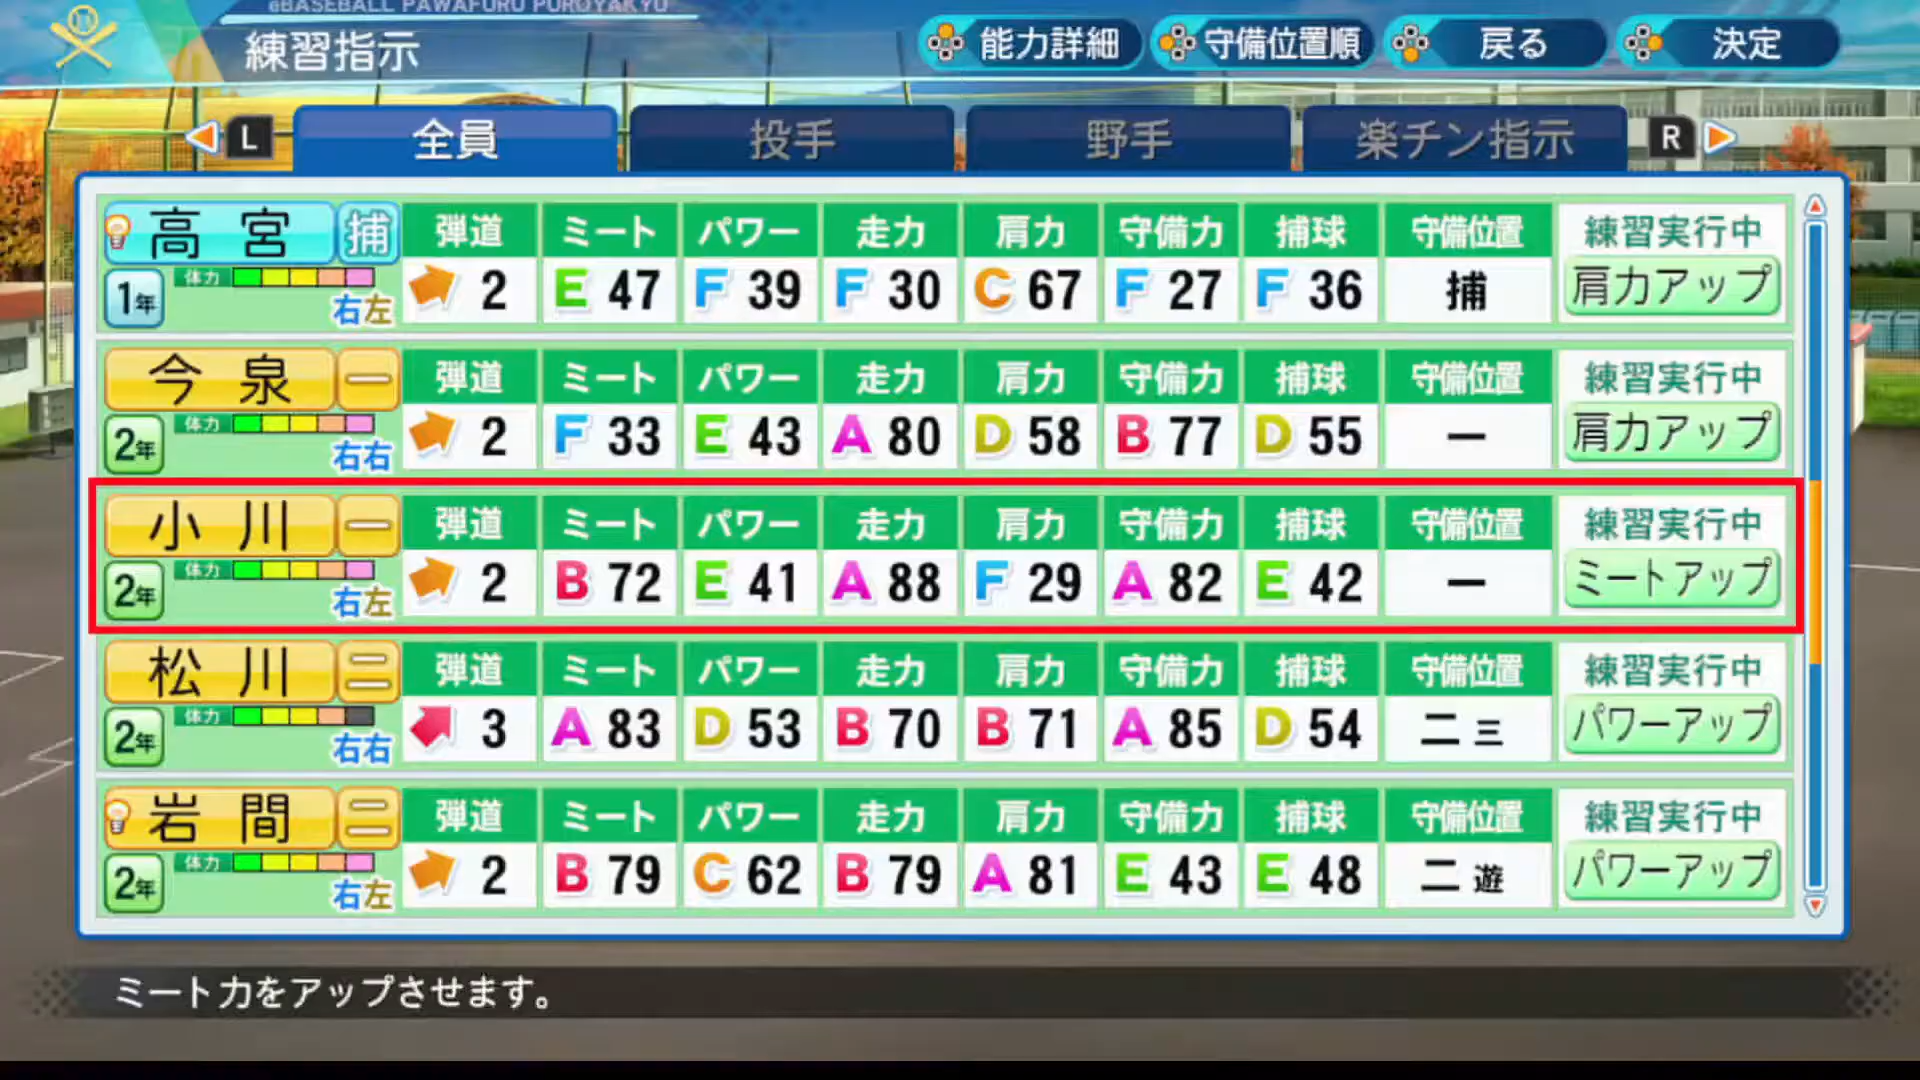 eBASEBALL PAWAFURU PUROYAKYU
練習指示
能力詳細 守備位置順 戻る 決定
L 全員 投手 野手 楽チン指示 R
高宮 捕 弾道 ミート パワー 走力 肩力 守備力 捕球 守備位置 練習実行中
1年 体力 右左 2 E 47 F 39 F 30 C 67 F 27 F 36 捕 肩力アップ
今泉 一 弾道 ミート パワー 走力 肩力 守備力 捕球 守備位置 練習実行中
2年 体力 右右 2 F 33 E 43 A 80 D 58 B 77 D 55 一 肩力アップ
小川 一 弾道 ミート パワー 走力 肩力 守備力 捕球 守備位置 練習実行中
2年 体力 右左 2 B 72 E 41 A 88 F 29 A 82 E 42 一 ミートアップ
松川 二 弾道 ミート パワー 走力 肩力 守備力 捕球 守備位置 練習実行中
2年 体力 右右 3 A 83 D 53 B 70 B 71 A 85 D 54 二三 パワーアップ
岩間 二 弾道 ミート パワー 走力 肩力 守備力 捕球 守備位置 練習実行中
2年 体力 右左 2 B 79 C 62 B 79 A 81 E 43 E 48 二遊 パワーアップ
ミート力をアップさせます。